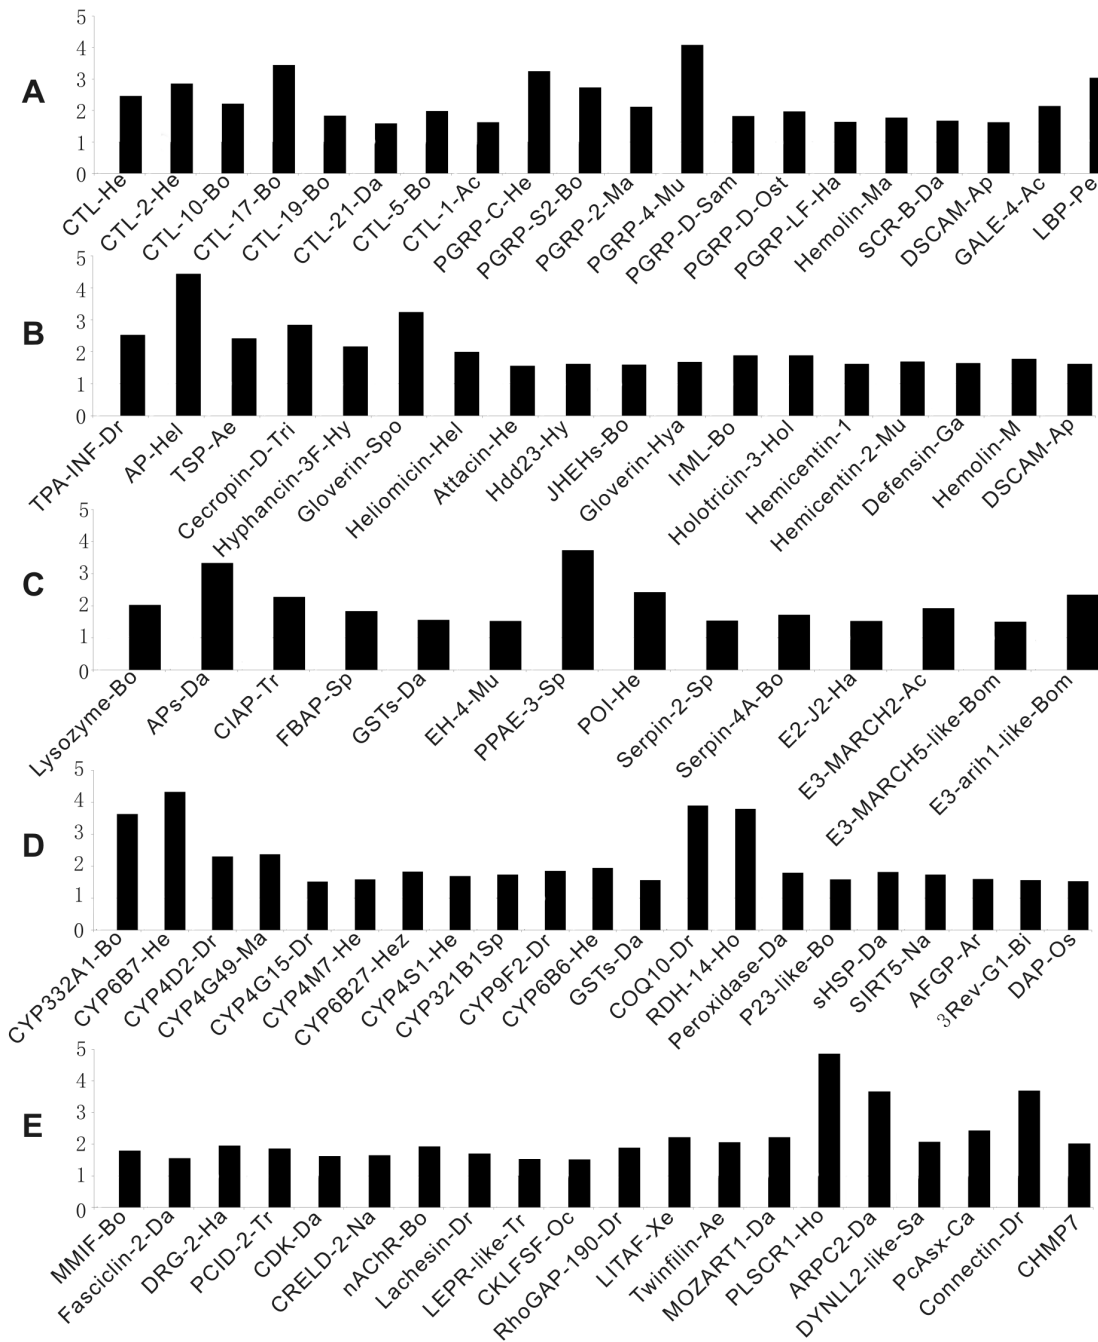 A
5
4
3
2
1
0
CTL-He
CTL-2-He
CTL-10-Bo
CTL-17-Bo
CTL-19-Bo
CTL-21-Da
CTL-5-Bo
CTL-1-Ac
PGRP-C-He
PGRP-S2-Bo
PGRP-2-Ma
PGRP-4-Mu
PGRP-D-Sam
PGRP-D-Ost
PGRP-LF-Ha
Hemolin-Ma
SCR-B-Da
DSCAM-Ap
GALE-4-Ac
LBP-Pe
B
5
4
3
2
1
0
TPA-INF-Dr
AP-Hel
TSP-Ae
Cecropin-D-Tri
Hyphancin-3F-Hy
Gloverin-Spo
Heliomicin-Hel
Attacin-He
Hdd23-Hy
JHEHs-Bo
Gloverin-Hya
IrML-Bo
Holotricin-3-Hol
Hemicentin-1
Hemicentin-2-Mu
Defensin-Ga
Hemolin-M
DSCAM-Ap
C
5
4
3
2
1
0
Lysozyme-Bo
APs-Da
CIAP-Tr
FBAP-Sp
GSTs-Da
EH-4-Mu
PPAE-3-Sp
POI-He
Serpin-2-Sp
Serpin-4A-Bo
E2-J2-Ha
E3-MARCH2-Ac
E3-MARCH5-like-Bom
E3-arih1-like-Bom
D
5
4
3
2
1
0
CYP332A1-Bo
CYP6B7-He
CYP4D2-Dr
CYP4G49-Ma
CYP4G15-Dr
CYP4M7-He
CYP6B27-Hez
CYP4S1-He
CYP321B1Sp
CYP9F2-Dr
CYP6B6-He
GSTs-Da
COQ10-Dr
RDH-14-Ho
Peroxidase-Da
P23-like-Bo
sHSP-Da
SIRT5-Na
AFGP-Ar
3Rev-G1-Bi
DAP-Os
E
5
4
3
2
1
0
MMIF-Bo
Fasciclin-2-Da
DRG-2-Ha
PCID-2-Tr
CDK-Da
CRELD-2-Na
nAChR-Bo
Lachesin-Dr
LEPR-like-Tr
CKLFSF-Oc
RhoGAP-190-Dr
LITAF-Xe
Twinfilin-Ae
MOZART1-Da
PLSCR1-Ho
ARPC2-Da
DYNLL2-like-Sa
PcAsx-Ca
Connectin-Dr
CHMP7